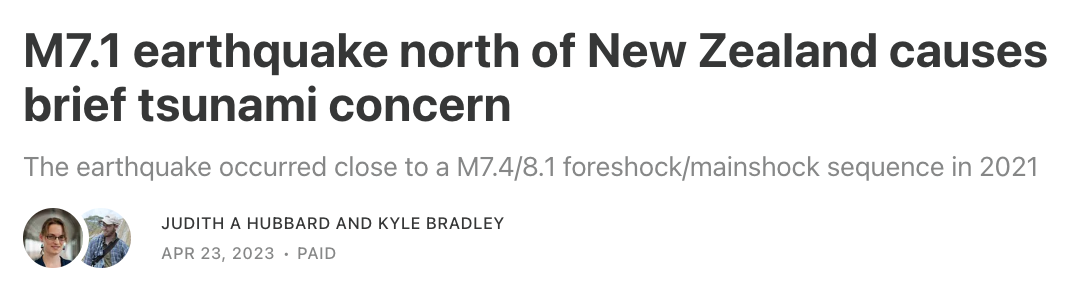 M7.1 earthquake north of New Zealand causes
brief tsunami concern
The earthquake occurred close to a M7.4/8.1 foreshock/mainshock sequence in 2021
JUDITH A HUBBARD AND KYLE BRADLEY
APR 23, 2023 · PAID